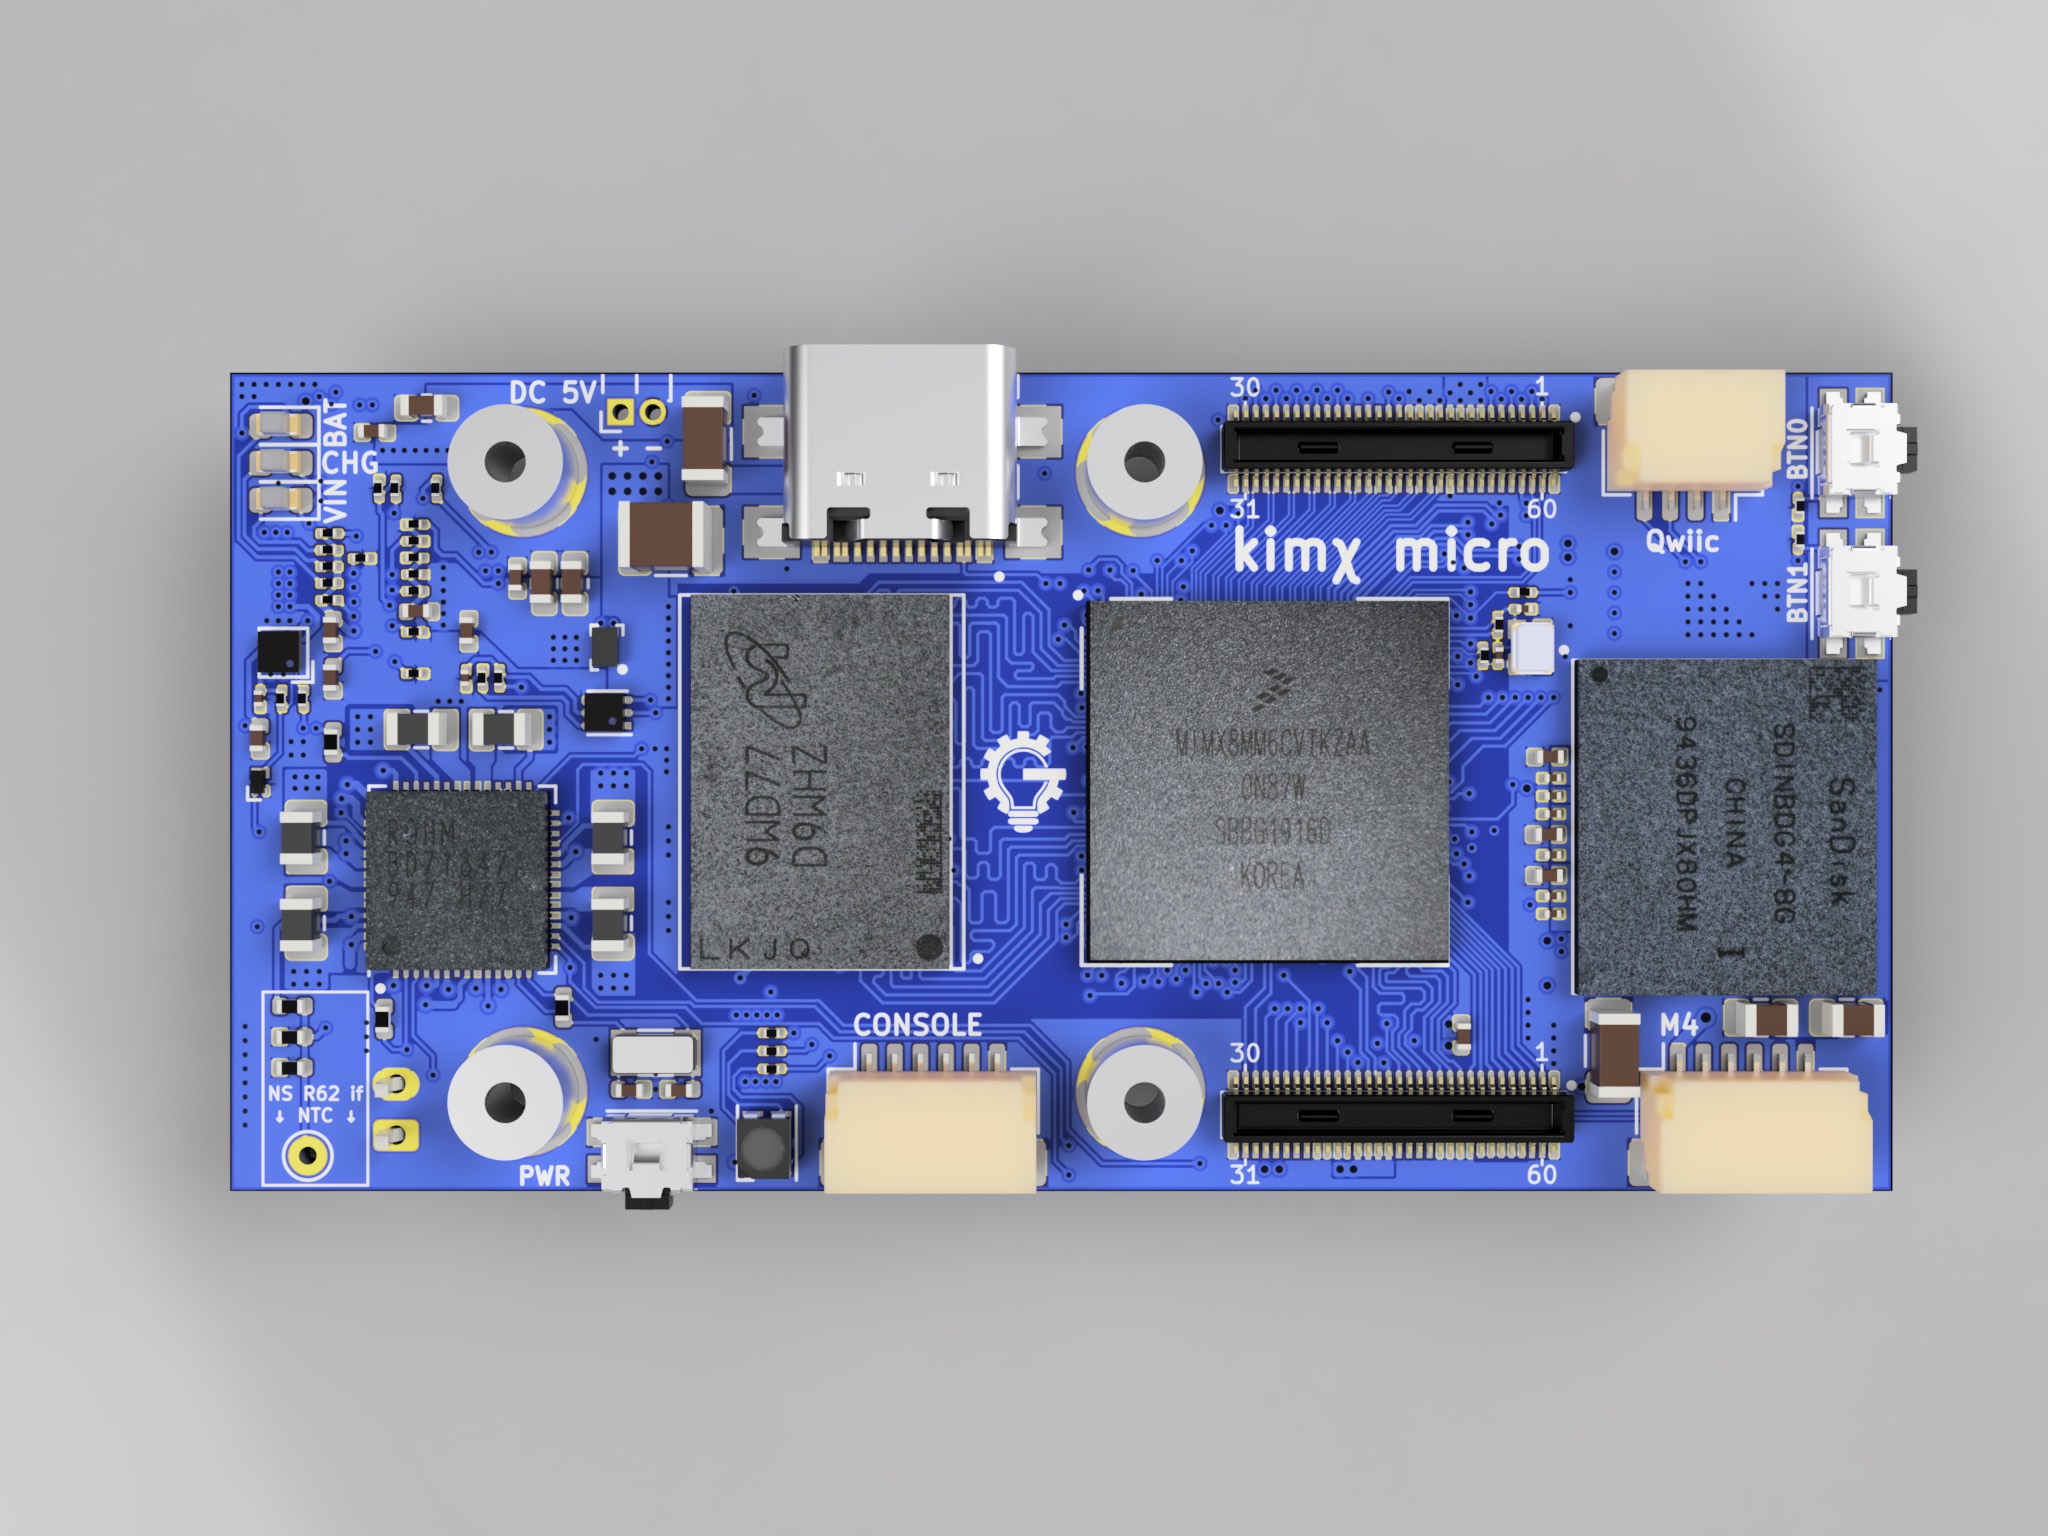 DC 5V
+ -
CBAT
CHG
VIN
30 1
31 60
kimχ micro
Qwiic
BTN0
BTN1
9WD77
ZHM6D
LKJQ
MIMX8MM6CVTKZAA
0N87W
SBBG1916D
KOREA
SanDisk
SDINBDG4-8G
CHINA
9436DPJX80HM
I
NS R62 if
↓ NTC ↓
PWR
CONSOLE
30 1
31 60
M4